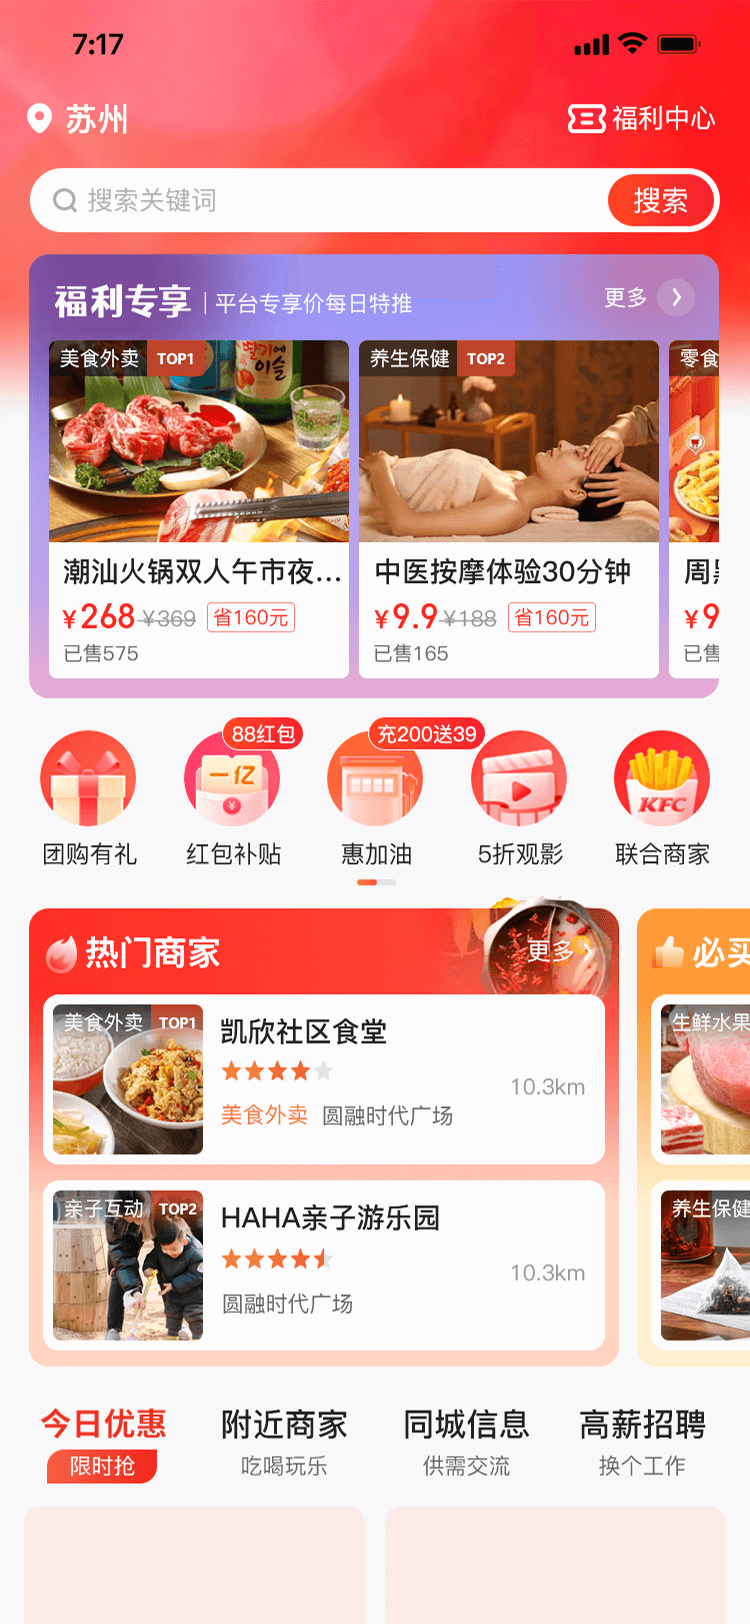 7:17
苏州
福利中心
搜索关键词
搜索
福利专享
平台专享价每日特推
更多
美食外卖 TOP1
养生保健 TOP2
零食
潮汕火锅双人午市夜...
中医按摩体验30分钟
周
¥268 ¥369 省160元
¥9.9 ¥188 省160元
¥9
已售575
已售165
已售
88红包
充200送39
一亿
¥
KFC
团购有礼
红包补贴
惠加油
5折观影
联合商家
热门商家
更多
必买
美食外卖 TOP1
凯欣社区食堂
10.3km
美食外卖 圆融时代广场
生鲜水果
亲子互动 TOP2
HAHA亲子游乐园
10.3km
圆融时代广场
养生保健
今日优惠
附近商家
同城信息
高薪招聘
限时抢
吃喝玩乐
供需交流
换个工作